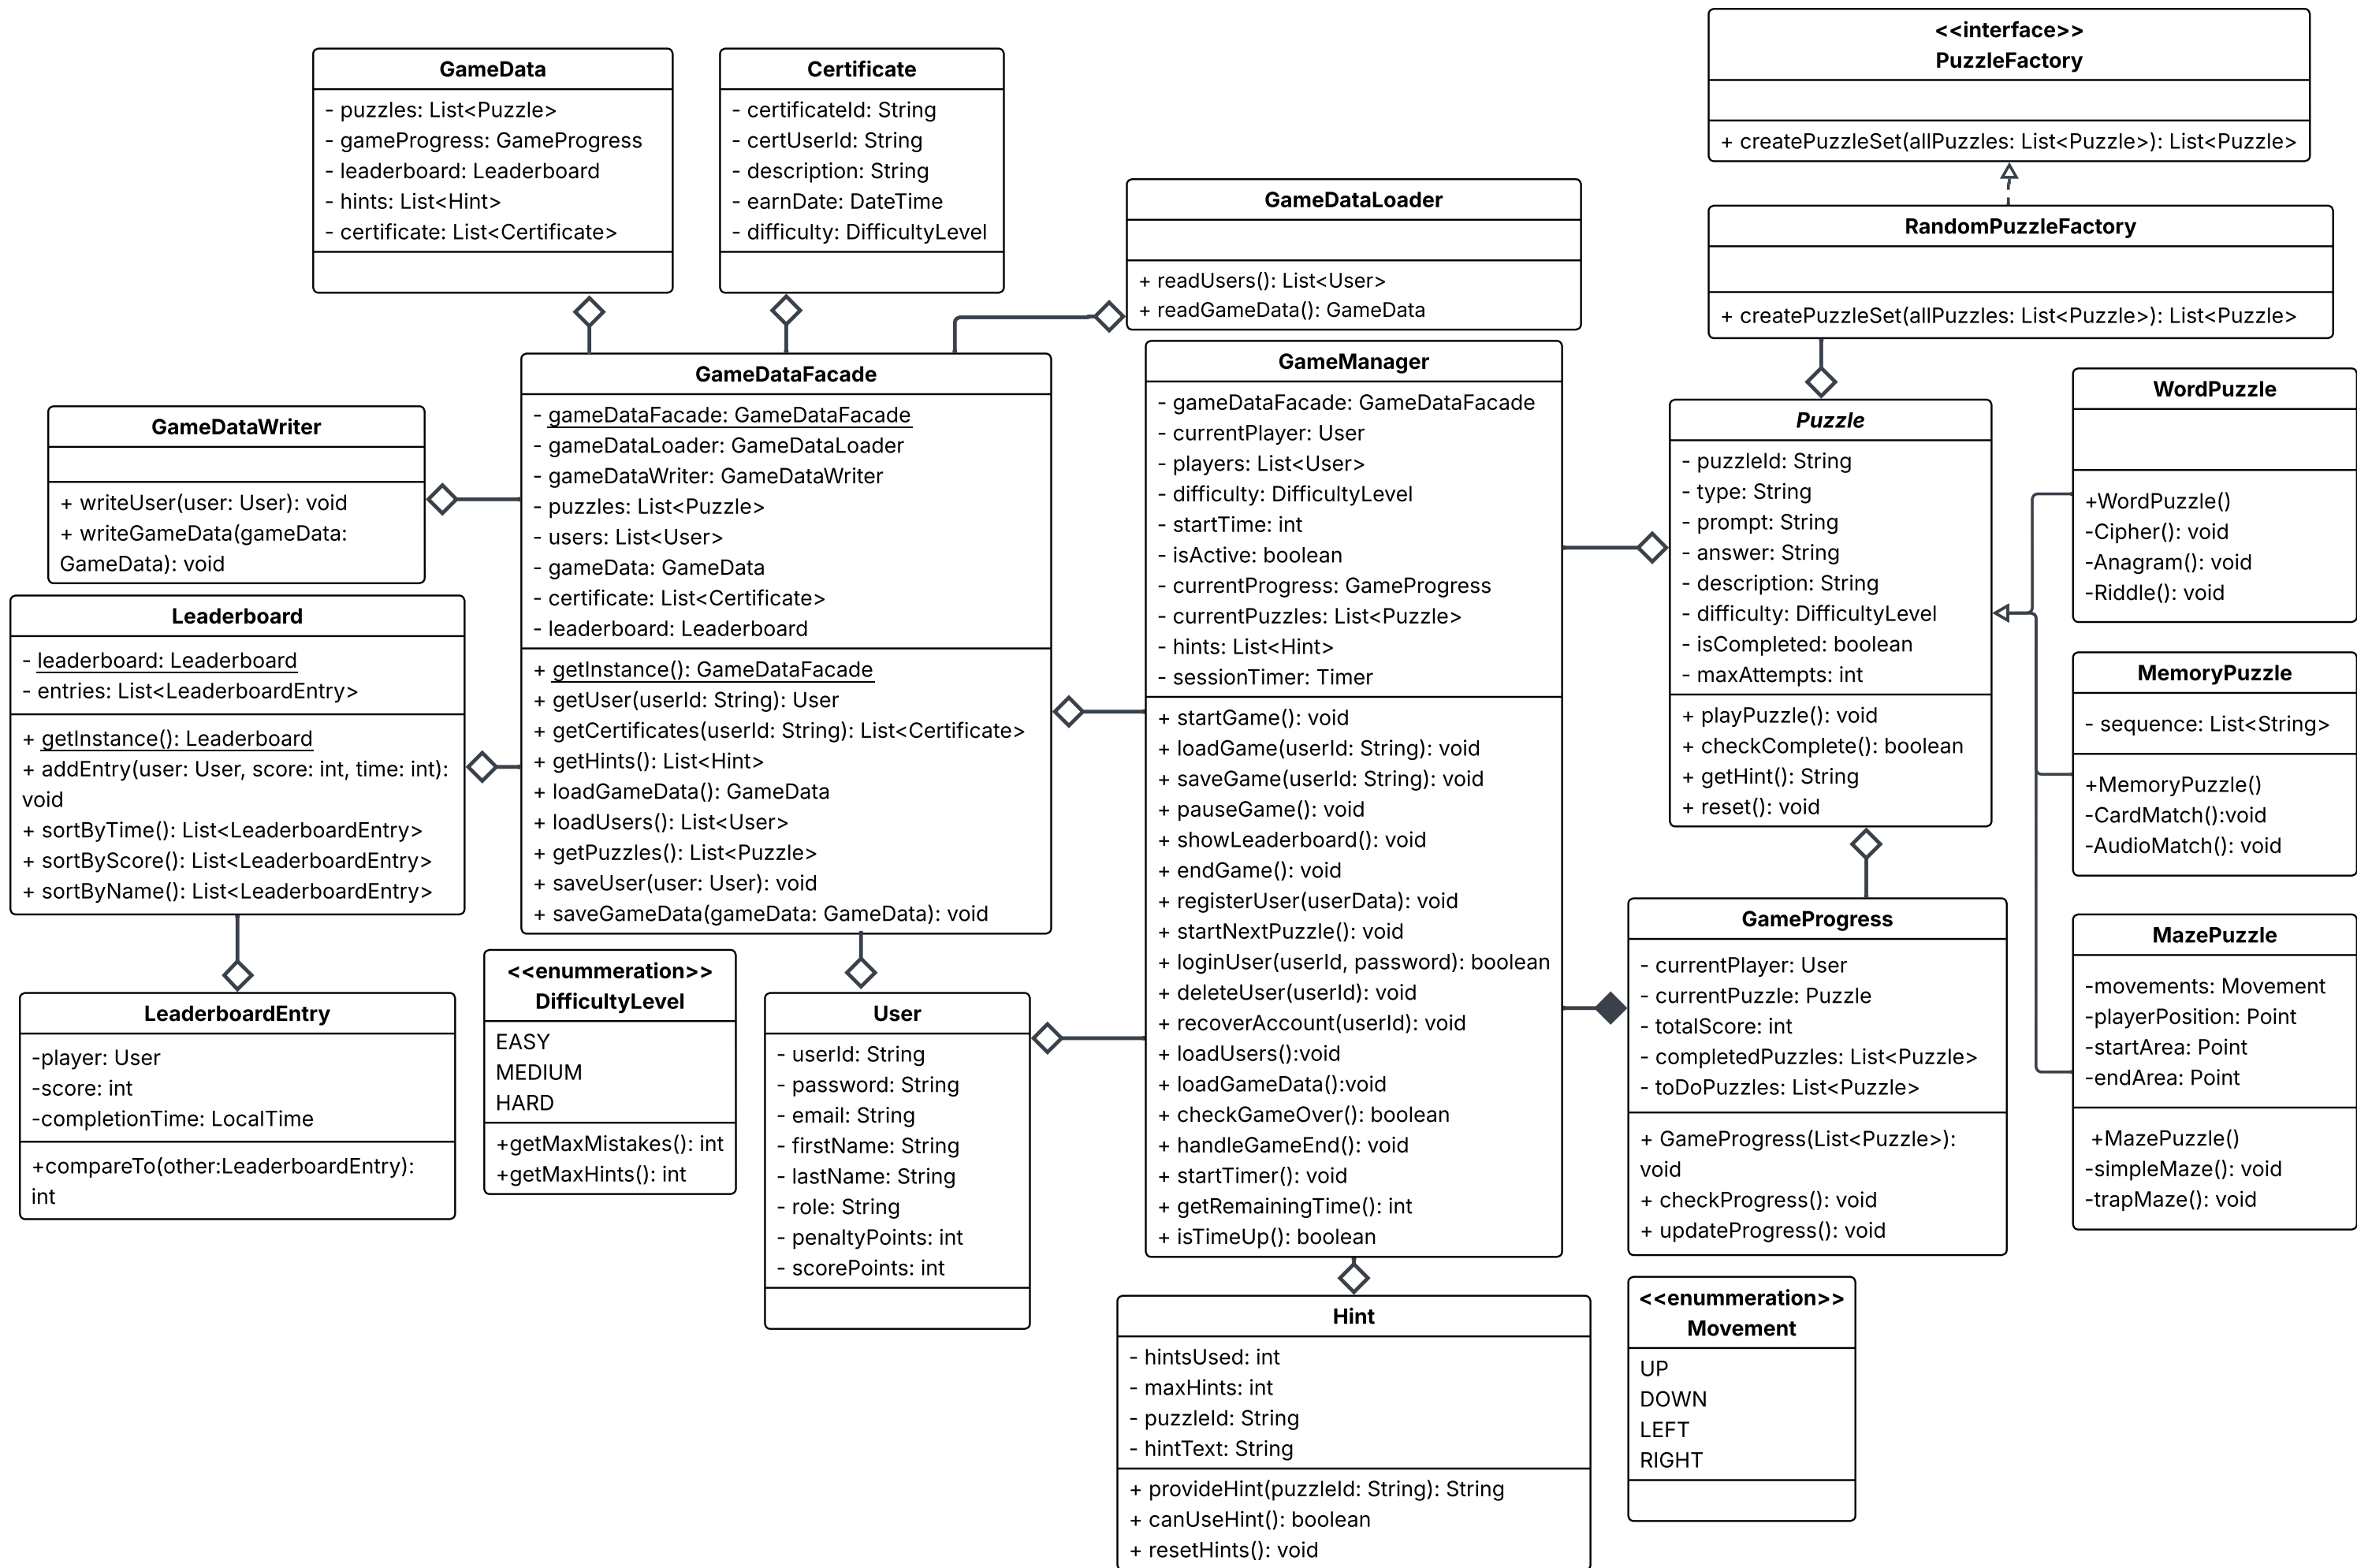 GameData
- puzzles: List<Puzzle>
- gameProgress: GameProgress
- leaderboard: Leaderboard
- hints: List<Hint>
- certificate: List<Certificate>
Certificate
- certificateId: String
- certUserId: String
- description: String
- earnDate: DateTime
- difficulty: DifficultyLevel
GameDataLoader
+ readUsers(): List<User>
+ readGameData(): GameData
<<interface>>
PuzzleFactory
+ createPuzzleSet(allPuzzles: List<Puzzle>): List<Puzzle>
RandomPuzzleFactory
+ createPuzzleSet(allPuzzles: List<Puzzle>): List<Puzzle>
GameDataWriter
+ writeUser(user: User): void
+ writeGameData(gameData:
GameData): void
GameDataFacade
- gameDataFacade: GameDataFacade
- gameDataLoader: GameDataLoader
- gameDataWriter: GameDataWriter
- puzzles: List<Puzzle>
- users: List<User>
- gameData: GameData
- certificate: List<Certificate>
- leaderboard: Leaderboard
+ getInstance(): GameDataFacade
+ getUser(userId: String): User
+ getCertificates(userId: String): List<Certificate>
+ getHints(): List<Hint>
+ loadGameData(): GameData
+ loadUsers(): List<User>
+ getPuzzles(): List<Puzzle>
+ saveUser(user: User): void
+ saveGameData(gameData: GameData): void
GameManager
- gameDataFacade: GameDataFacade
- currentPlayer: User
- players: List<User>
- difficulty: DifficultyLevel
- startTime: int
- isActive: boolean
- currentProgress: GameProgress
- currentPuzzles: List<Puzzle>
- hints: List<Hint>
- sessionTimer: Timer
+ startGame(): void
+ loadGame(userId: String): void
+ saveGame(userId: String): void
+ pauseGame(): void
+ showLeaderboard(): void
+ endGame(): void
+ registerUser(userData): void
+ startNextPuzzle(): void
+ loginUser(userId, password): boolean
+ deleteUser(userId): void
+ recoverAccount(userId): void
+ loadUsers():void
+ loadGameData():void
+ checkGameOver(): boolean
+ handleGameEnd(): void
+ startTimer(): void
+ getRemainingTime(): int
+ isTimeUp(): boolean
Puzzle
- puzzleId: String
- type: String
- prompt: String
- answer: String
- description: String
- difficulty: DifficultyLevel
- isCompleted: boolean
- maxAttempts: int
+ playPuzzle(): void
+ checkComplete(): boolean
+ getHint(): String
+ reset(): void
WordPuzzle
+WordPuzzle()
-Cipher(): void
-Anagram(): void
-Riddle(): void
MemoryPuzzle
- sequence: List<String>
+MemoryPuzzle()
-CardMatch():void
-AudioMatch(): void
MazePuzzle
-movements: Movement
-playerPosition: Point
-startArea: Point
-endArea: Point
+MazePuzzle()
-simpleMaze(): void
-trapMaze(): void
Leaderboard
- leaderboard: Leaderboard
- entries: List<LeaderboardEntry>
+ getInstance(): Leaderboard
+ addEntry(user: User, score: int, time: int):
void
+ sortByTime(): List<LeaderboardEntry>
+ sortByScore(): List<LeaderboardEntry>
+ sortByName(): List<LeaderboardEntry>
LeaderboardEntry
-player: User
-score: int
-completionTime: LocalTime
+compareTo(other:LeaderboardEntry):
int
<<enummeration>>
DifficultyLevel
EASY
MEDIUM
HARD
+getMaxMistakes(): int
+getMaxHints(): int
User
- userId: String
- password: String
- email: String
- firstName: String
- lastName: String
- role: String
- penaltyPoints: int
- scorePoints: int
GameProgress
- currentPlayer: User
- currentPuzzle: Puzzle
- totalScore: int
- completedPuzzles: List<Puzzle>
- toDoPuzzles: List<Puzzle>
+ GameProgress(List<Puzzle>):
void
+ checkProgress(): void
+ updateProgress(): void
Hint
- hintsUsed: int
- maxHints: int
- puzzleId: String
- hintText: String
+ provideHint(puzzleId: String): String
+ canUseHint(): boolean
+ resetHints(): void
<<enummeration>>
Movement
UP
DOWN
LEFT
RIGHT